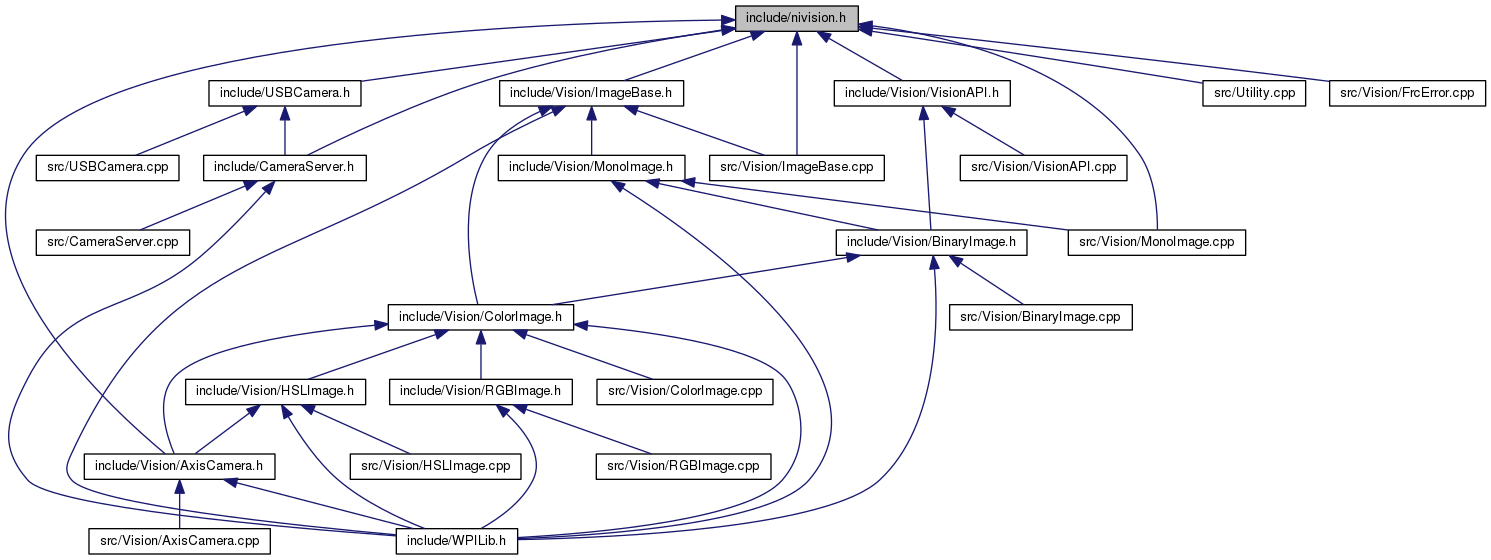 include/nivision.h
include/USBCamera.h
include/Vision/ImageBase.h
include/Vision/VisionAPI.h
src/Utility.cpp
src/Vision/FrcError.cpp
src/USBCamera.cpp
include/CameraServer.h
include/Vision/MonoImage.h
src/Vision/ImageBase.cpp
src/Vision/VisionAPI.cpp
src/CameraServer.cpp
include/Vision/BinaryImage.h
src/Vision/MonoImage.cpp
include/Vision/ColorImage.h
src/Vision/BinaryImage.cpp
include/Vision/HSLImage.h
include/Vision/RGBImage.h
src/Vision/ColorImage.cpp
include/Vision/AxisCamera.h
src/Vision/HSLImage.cpp
src/Vision/RGBImage.cpp
src/Vision/AxisCamera.cpp
include/WPILib.h